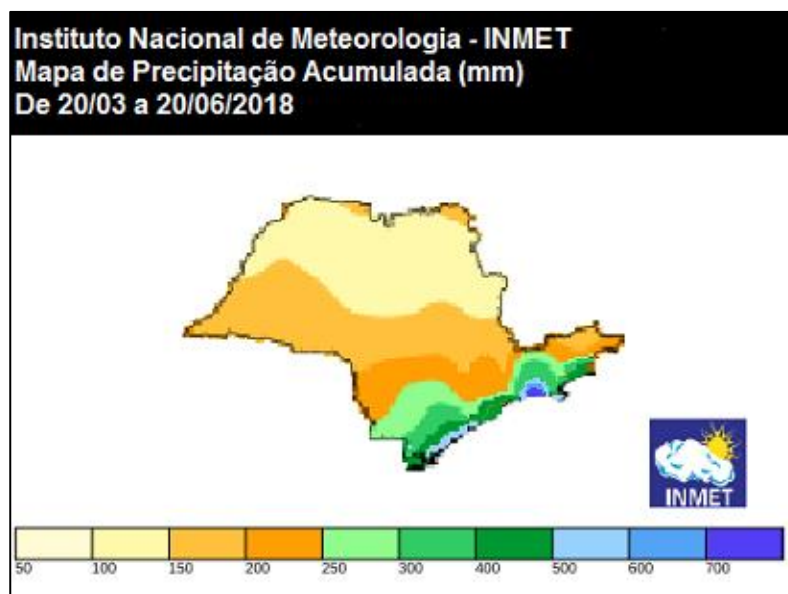 Instituto Nacional de Meteorologia - INMET
Mapa de Precipitação Acumulada (mm)
De 20/03 a 20/06/2018
INMET
50 100 150 200 250 300 400 500 600 700